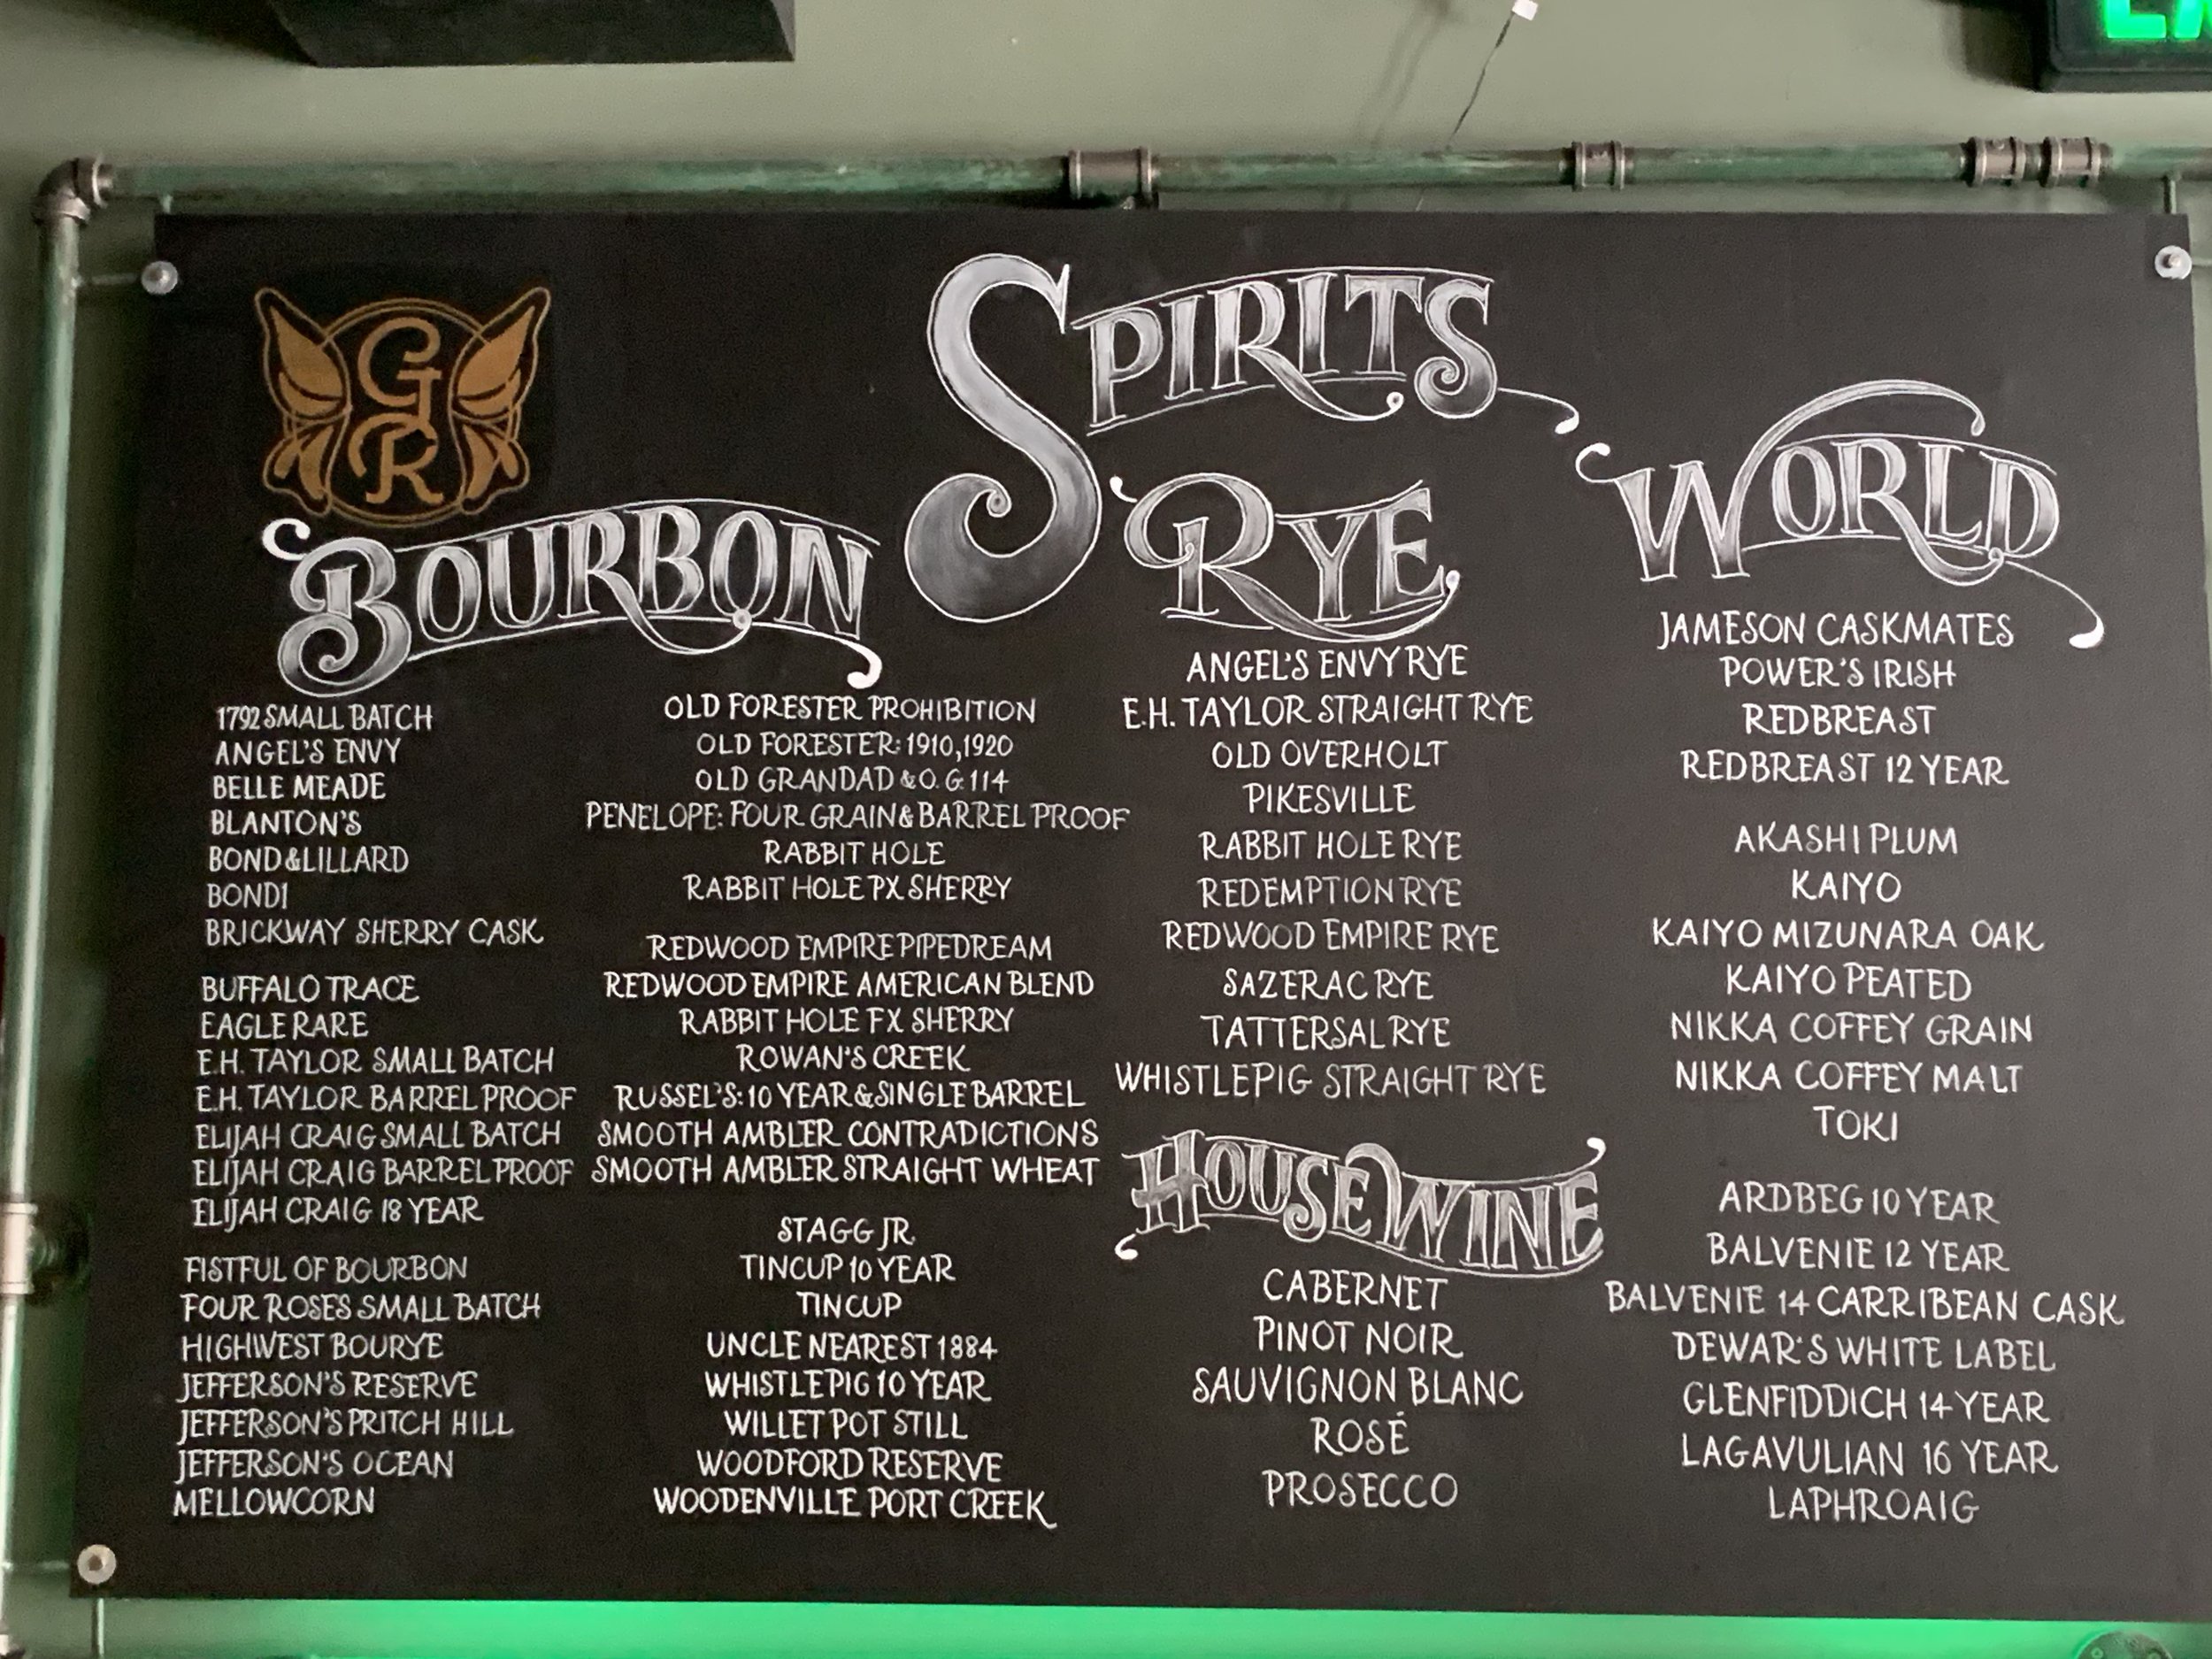 GR
SPIRITS
BOURBON
1792 SMALL BATCH
ANGEL'S ENVY
BELLE MEADE
BLANTON'S
BOND & LILLARD
BOND1
BRICKWAY SHERRY CASK
BUFFALO TRACE
EAGLE RARE
E.H. TAYLOR SMALL BATCH
E.H. TAYLOR BARREL PROOF
ELIJAH CRAIG SMALL BATCH
ELIJAH CRAIG BARREL PROOF
ELIJAH CRAIG 18 YEAR
FISTFUL OF BOURBON
FOUR ROSES SMALL BATCH
HIGHWEST BOURYE
JEFFERSON'S RESERVE
JEFFERSON'S PRITCH HILL
JEFFERSON'S OCEAN
MELLOWCORN
OLD FORESTER PROHIBITION
OLD FORESTER: 1910, 1920
OLD GRANDAD & O.G. 114
PENELOPE: FOUR GRAIN & BARREL PROOF
RABBIT HOLE
RABBIT HOLE PX SHERRY
REDWOOD EMPIRE PIPEDREAM
REDWOOD EMPIRE AMERICAN BLEND
RABBIT HOLE FX SHERRY
ROWAN'S CREEK
RUSSEL'S: 10 YEAR & SINGLE BARREL
SMOOTH AMBLER CONTRADICTIONS
SMOOTH AMBLER STRAIGHT WHEAT
STAGG JR.
TINCUP 10 YEAR
TINCUP
UNCLE NEAREST 1884
WHISTLEPIG 10 YEAR
WILLET POT STILL
WOODFORD RESERVE
WOODENVILLE PORT CREEK
RYE
ANGEL'S ENVY RYE
E.H. TAYLOR STRAIGHT RYE
OLD OVERHOLT
PIKESVILLE
RABBIT HOLE RYE
REDEMPTION RYE
REDWOOD EMPIRE RYE
SAZERAC RYE
TATTERSAL RYE
WHISTLEPIG STRAIGHT RYE
HOUSE WINE
CABERNET
PINOT NOIR
SAUVIGNON BLANC
ROSÉ
PROSECCO
WORLD
JAMESON CASKMATES
POWER'S IRISH
REDBREAST
REDBREAST 12 YEAR
AKASHI PLUM
KAIYO
KAIYO MIZUNARA OAK
KAIYO PEATED
NIKKA COFFEY GRAIN
NIKKA COFFEY MALT
TOKI
ARDBEG 10 YEAR
BALVENIE 12 YEAR
BALVENIE 14 CARRIBEAN CASK
DEWAR'S WHITE LABEL
GLENFIDDICH 14 YEAR
LAGAVULIAN 16 YEAR
LAPHROAIG